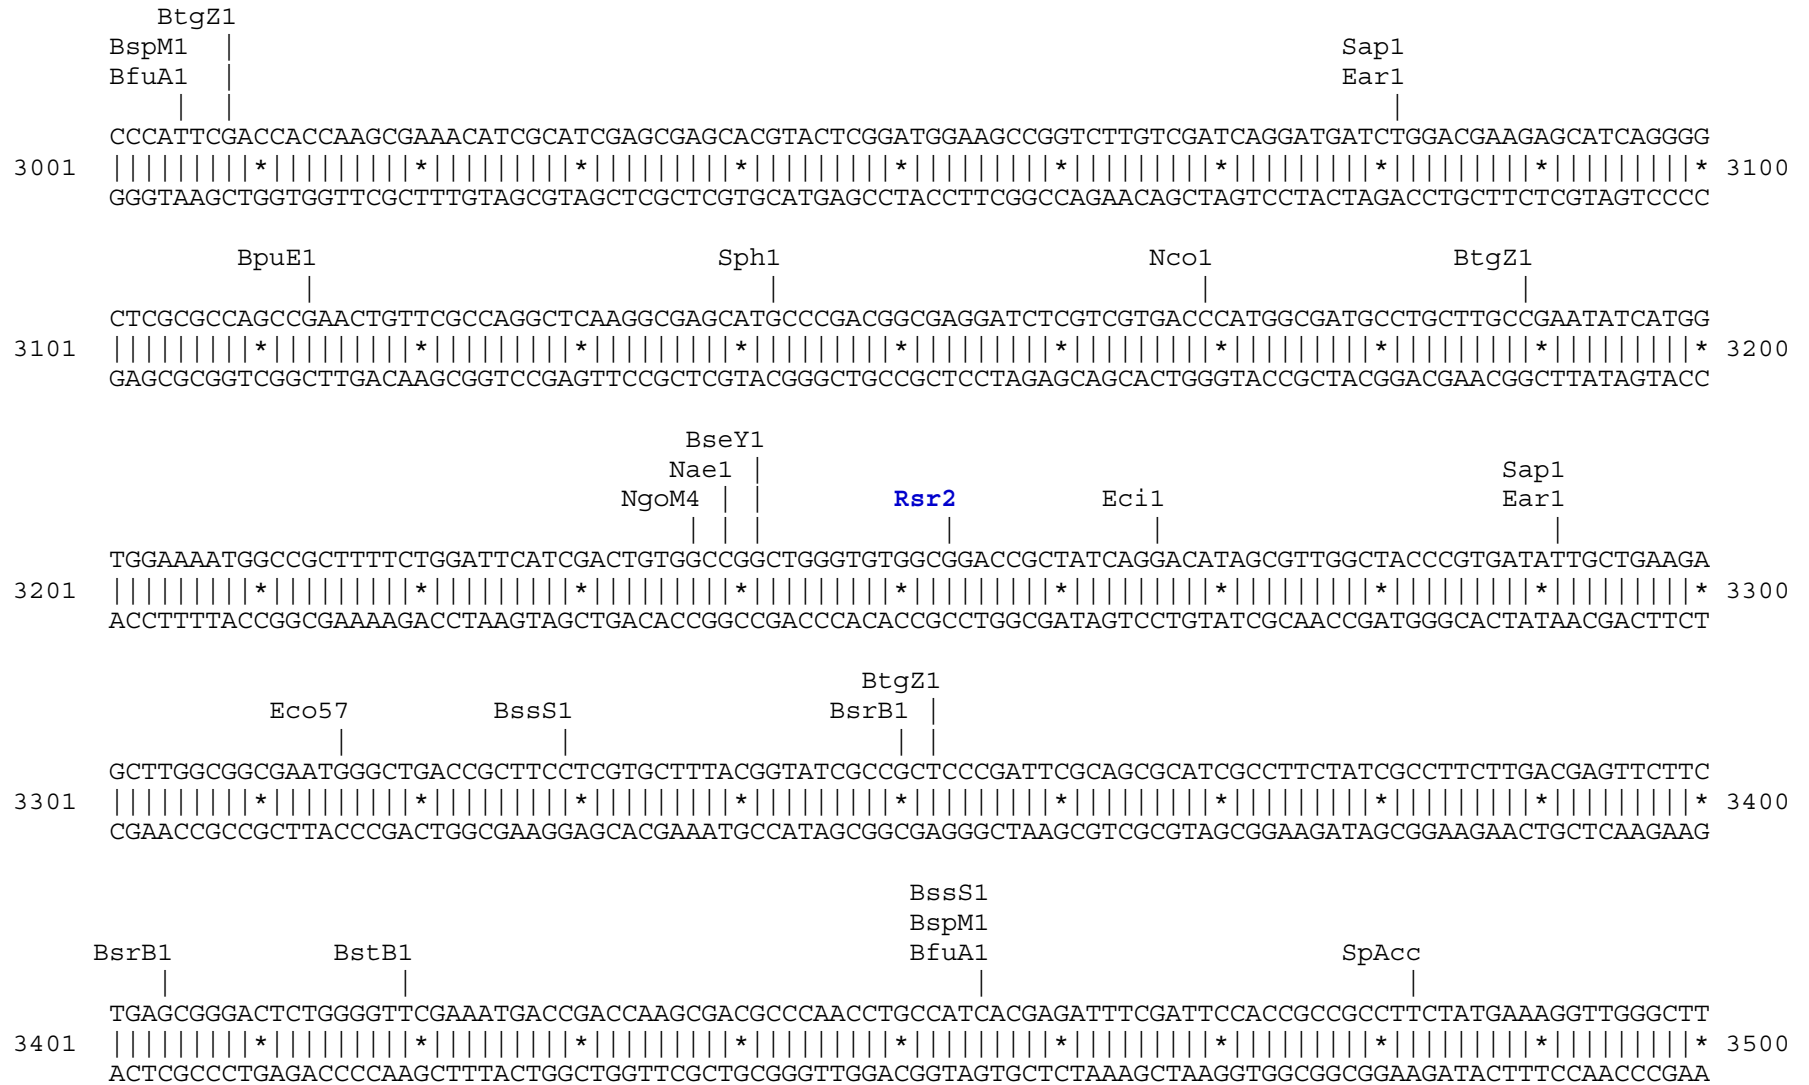 BtgZ1
BspM1 | Sap1
BfuA1 | Ear1
| | |
CCCATTCGACCACCAAGCGAAACATCGCATCGAGCGAGCACGTACTCGGATGGAAGCCGGTCTTGTCGATCAGGATGATCTGGACGAAGAGCATCAGGGG
3001 |||||||||*|||||||||*|||||||||*|||||||||*|||||||||*|||||||||*|||||||||*|||||||||*|||||||||*|||||||||* 3100
GGGTAAGCTGGTGGTTCGCTTTGTAGCGTAGCTCGCTCGTGCATGAGCCTACCTTCGGCCAGAACAGCTAGTCCTACTAGACCTGCTTCTCGTAGTCCCC
BpuE1 Sph1 Nco1 BtgZ1
| | | |
CTCGCGCCAGCCGAACTGTTCGCCAGGCTCAAGGCGAGCATGCCCGACGGCGAGGATCTCGTCGTGACCCATGGCGATGCCTGCTTGCCGAATATCATGG
3101 |||||||||*|||||||||*|||||||||*|||||||||*|||||||||*|||||||||*|||||||||*|||||||||*|||||||||*|||||||||* 3200
GAGCGCGGTCGGCTTGACAAGCGGTCCGAGTTCCGCTCGTACGGGCTGCCGCTCCTAGAGCAGCACTGGGTACCGCTACGGACGAACGGCTTATAGTACC
BseY1
Nae1 | Sap1
NgoM4 | | Rsr2 Eci1 Ear1
| | | | | |
TGGAAAATGGCCGCTTTTCTGGATTCATCGACTGTGGCCGGCTGGGTGTGGCGGACCGCTATCAGGACATAGCGTTGGCTACCCGTGATATTGCTGAAGA
3201 |||||||||*|||||||||*|||||||||*|||||||||*|||||||||*|||||||||*|||||||||*|||||||||*|||||||||*|||||||||* 3300
ACCTTTTACCGGCGAAAAGACCTAAGTAGCTGACACCGGCCGACCCACACCGCCTGGCGATAGTCCTGTATCGCAACCGATGGGCACTATAACGACTTCT
BtgZ1
Eco57 BssS1 BsrB1 |
| | | |
GCTTGGCGGCGAATGGGCTGACCGCTTCCTCGTGCTTTACGGTATCGCCGCTCCCGATTCGCAGCGCATCGCCTTCTATCGCCTTCTTGACGAGTTCTTC
3301 |||||||||*|||||||||*|||||||||*|||||||||*|||||||||*|||||||||*|||||||||*|||||||||*|||||||||*|||||||||* 3400
CGAACCGCCGCTTACCCGACTGGCGAAGGAGCACGAAATGCCATAGCGGCGAGGGCTAAGCGTCGCGTAGCGGAAGATAGCGGAAGAACTGCTCAAGAAG
BssS1
BspM1
BsrB1 BstB1 BfuA1 SpAcc
| | | |
TGAGCGGGACTCTGGGGTTCGAAATGACCGACCAAGCGACGCCCAACCTGCCATCACGAGATTTCGATTCCACCGCCGCCTTCTATGAAAGGTTGGGCTT
3401 |||||||||*|||||||||*|||||||||*|||||||||*|||||||||*|||||||||*|||||||||*|||||||||*|||||||||*|||||||||* 3500
ACTCGCCCTGAGACCCCAAGCTTTACTGGCTGGTTCGCTGCGGGTTGGACGGTAGTGCTCTAAAGCTAAGGTGGCGGCGGAAGATACTTTCCAACCCGAA